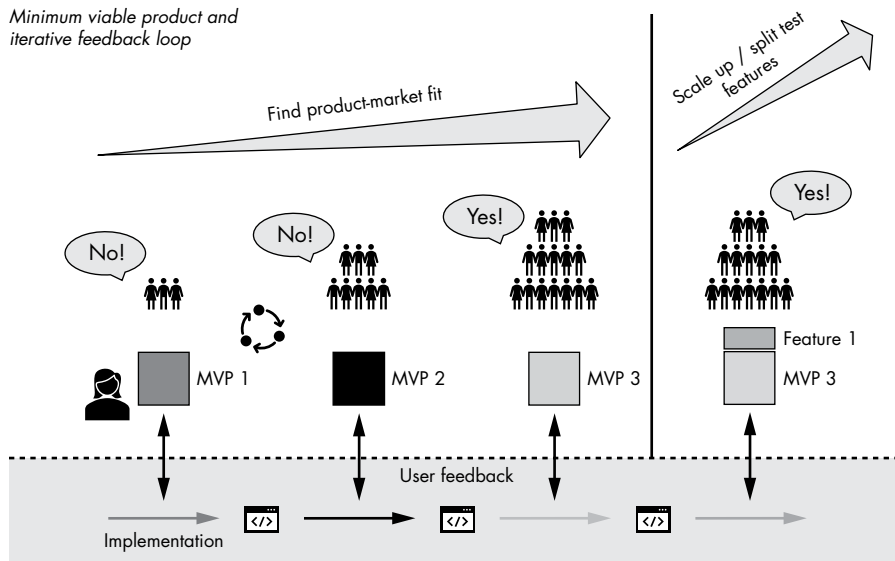 Minimum viable product and
iterative feedback loop
Find product-market fit
Scale up / split test
features
No!
No!
Yes!
Yes!
MVP 1
MVP 2
MVP 3
Feature 1
MVP 3
User feedback
</>
</>
</>
Implementation